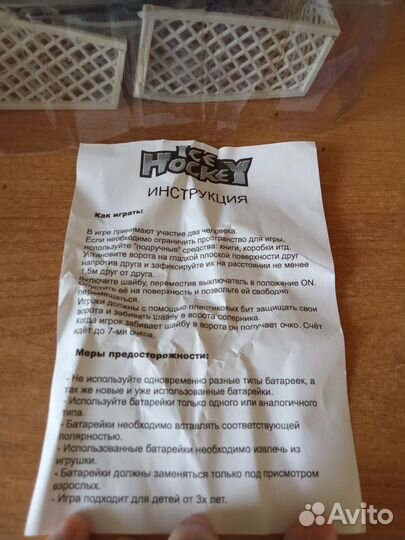 ICE
HOCKEY
ИНСТРУКЦИЯ
Как играть:
В игре принимают участие два человека.
Если необходимо ограничить пространство для игры,
используйте "подручные" средства: книги, коробки итд.
Установите ворота на гладкой плоской поверхности друг
напротив друга и зафиксируйте их на расстоянии не менее
1,5м друг от друга.
Включите шайбу, переместив выключатель в положение ON.
Опустите её на поверхность и позвольте ей свободно
перемещаться.
Игроки должны с помощью пластиковых бит защищать свои
ворота и забивать шайбу в ворота соперника.
Когда игрок забивает шайбу в ворота он получает очко. Счёт
идёт до 7-ми очков.
Меры предосторожности:
- Не используйте одновременно разные типы батареек, а
так же новые и уже использованные батарейки.
- Используйте батарейки только одного или аналогичного
типа.
- Батарейки необходимо вставлять соответствующей
полярностью.
- Использованные батарейки необходимо извлечь из
игрушки.
- Батарейки должны заменяться только под присмотром
взрослых.
- Игра подходит для детей от 3х лет.
Avito